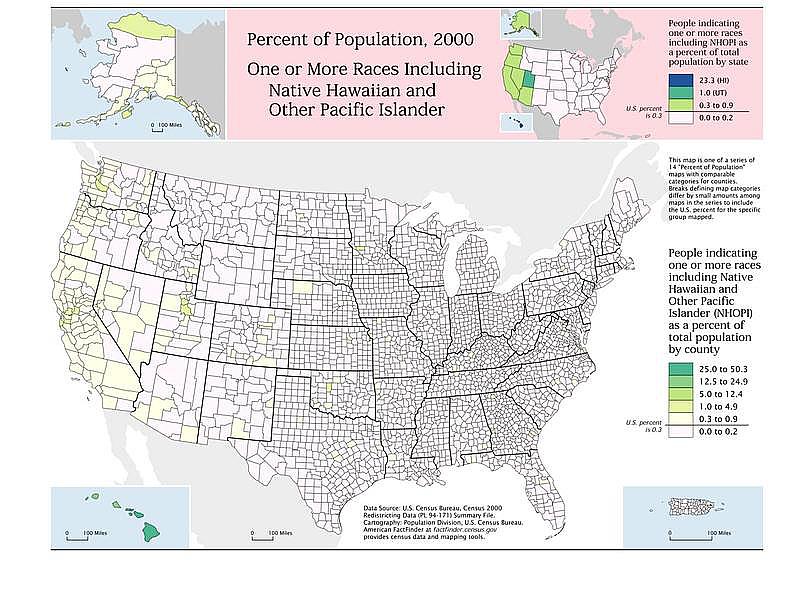 Percent of Population, 2000
One or More Races Including
Native Hawaiian and
Other Pacific Islander
0 100 Miles
People indicating
one or more races
including NHOPI as
a percent of total
population by state
23.3 (HI)
1.0 (UT)
0.3 to 0.9
0.0 to 0.2
U.S. percent
is 0.3
This map is one of a series of
14 "Percent of Population"
maps with comparable
categories for counties.
Breaks defining map categories
differ by small amounts among
maps in the series to include
the U.S. percent for the specific
group mapped.
People indicating
one or more races
including Native
Hawaiian and
Other Pacific
Islander (NHOPI)
as a percent of
total population
by county
25.0 to 50.3
12.5 to 24.9
5.0 to 12.4
1.0 to 4.9
0.3 to 0.9
0.0 to 0.2
U.S. percent
is 0.3
Data Source: U.S. Census Bureau, Census 2000
Redistricting Data (PL 94-171) Summary File.
Cartography: Population Division, U.S. Census Bureau.
American FactFinder at factfinder.census.gov
provides census data and mapping tools.
0 100 Miles
0 100 Miles
0 100 Miles